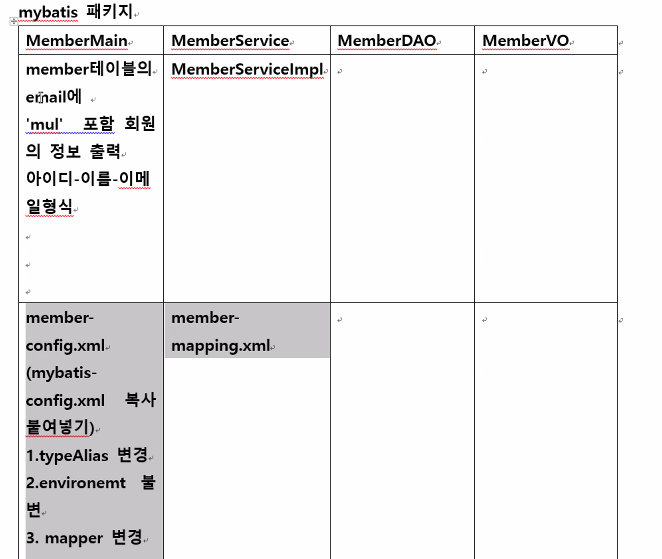 mybatis 패키지
MemberMain
MemberService
MemberDAO
MemberVO
member테이블의
email에
'mul' 포함 회원
의 정보 출력
아이디-이름-이메
일형식
MemberServiceImpl
member-
config.xml
(mybatis-
config.xml 복사
붙여넣기)
1.typeAlias 변경
2.environemt 불
변
3. mapper 변경
member-
mapping.xml